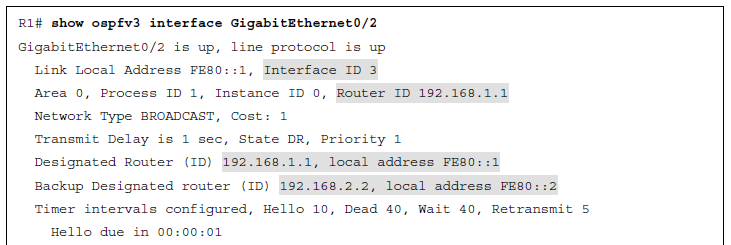 R1# show ospfv3 interface GigabitEthernet0/2
GigabitEthernet0/2 is up, line protocol is up
Link Local Address FE80::1, Interface ID 3
Area 0, Process ID 1, Instance ID 0, Router ID 192.168.1.1
Network Type BROADCAST, Cost: 1
Transmit Delay is 1 sec, State DR, Priority 1
Designated Router (ID) 192.168.1.1, local address FE80::1
Backup Designated router (ID) 192.168.2.2, local address FE80::2
Timer intervals configured, Hello 10, Dead 40, Wait 40, Retransmit 5
Hello due in 00:00:01